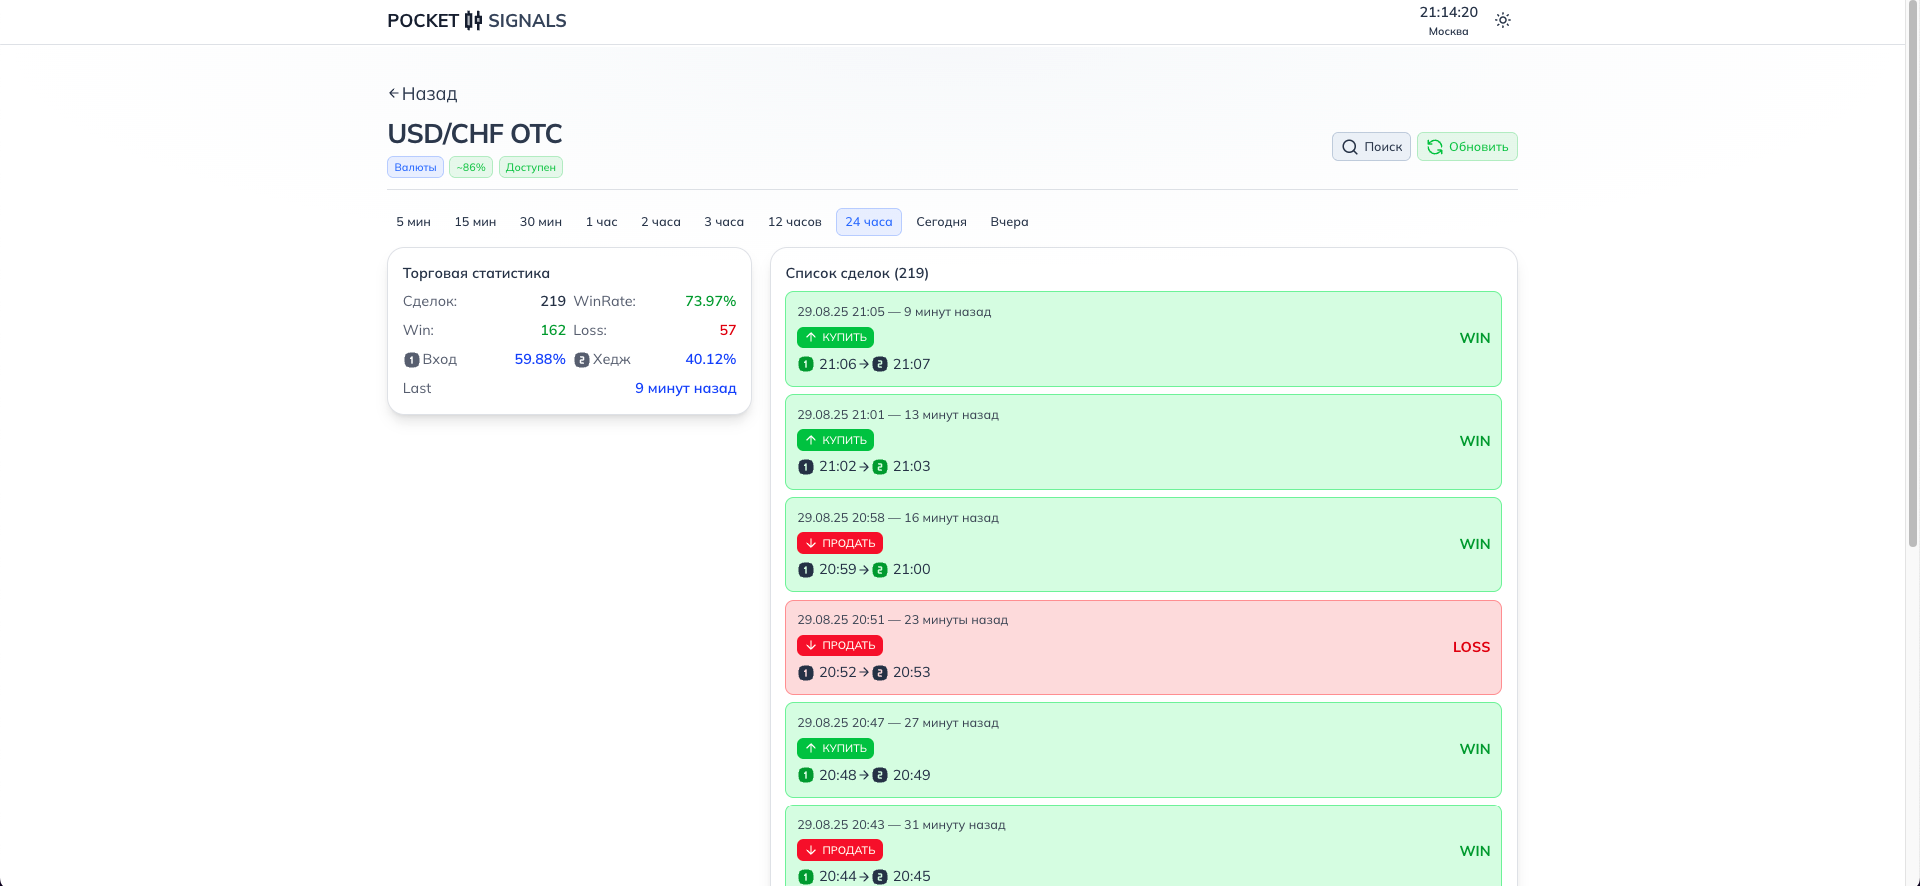 POCKET SIGNALS
21:14:20
Москва
Назад
USD/CHF OTC
Валюты ~86% Доступен
Поиск Обновить
5 мин 15 мин 30 мин 1 час 2 часа 3 часа 12 часов 24 часа Сегодня Вчера
Торговая статистика
Сделок: 219 WinRate: 73.97%
Win: 162 Loss: 57
1 Вход 59.88% 2 Хедж 40.12%
Last 9 минут назад
Список сделок (219)
29.08.25 21:05 — 9 минут назад
КУПИТЬ
WIN
1 21:06 → 2 21:07
29.08.25 21:01 — 13 минут назад
КУПИТЬ
WIN
1 21:02 → 2 21:03
29.08.25 20:58 — 16 минут назад
ПРОДАТЬ
WIN
1 20:59 → 2 21:00
29.08.25 20:51 — 23 минуты назад
ПРОДАТЬ
LOSS
1 20:52 → 2 20:53
29.08.25 20:47 — 27 минут назад
КУПИТЬ
WIN
1 20:48 → 2 20:49
29.08.25 20:43 — 31 минуту назад
ПРОДАТЬ
WIN
1 20:44 → 2 20:45